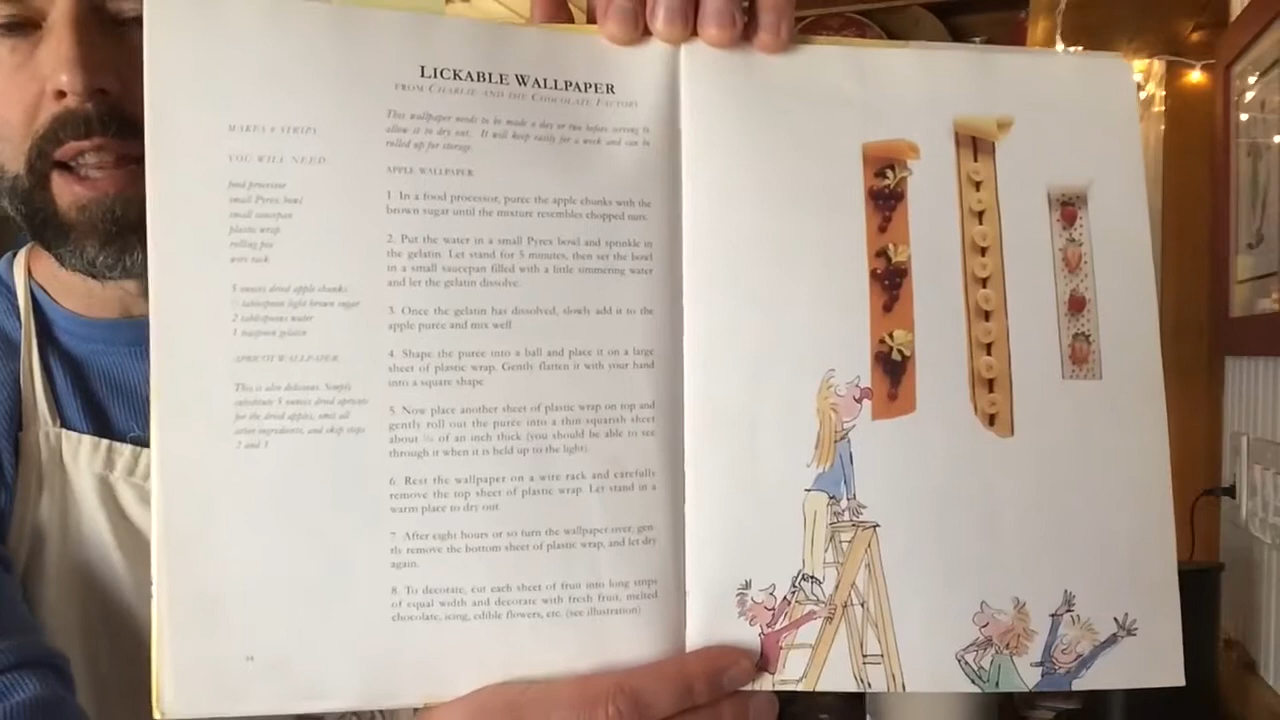 LICKABLE WALLPAPER
FROM CHARLIE AND THE CHOCOLATE FACTORY
This wallpaper needs to be made a day or two before serving to
allow it to dry out. It will keep easily for a week and can be
rolled up for storage.
MAKES 8 STRIPS
YOU WILL NEED
food processor
small Pyrex bowl
small saucepan
plastic wrap
rolling pin
wire rack
5 ounces dried apple chunks
tablespoon light brown sugar
2 tablespoons water
1 teaspoon gelatin
APRICOT WALLPAPER
This is also delicious. Simply
substitute 5 ounces dried apricots
for the dried apples, omit all
other ingredients, and skip steps
2 and 3
APPLE WALLPAPER
1. In a food processor, puree the apple chunks with the
brown sugar until the mixture resembles chopped nuts.
2. Put the water in a small Pyrex bowl and sprinkle in
the gelatin. Let stand for 5 minutes, then set the bowl
in a small saucepan filled with a little simmering water
and let the gelatin dissolve.
3. Once the gelatin has dissolved, slowly add it to the
apple puree and mix well.
4. Shape the puree into a ball and place it on a large
sheet of plastic wrap. Gently flatten it with your hand
into a square shape.
5. Now place another sheet of plastic wrap on top and
gently roll out the puree into a thin squarish sheet
about of an inch thick (you should be able to see
through it when it is held up to the light).
6. Rest the wallpaper on a wire rack and carefully
remove the top sheet of plastic wrap. Let stand in a
warm place to dry out.
7. After eight hours or so turn the wallpaper over, gen-
tly remove the bottom sheet of plastic wrap, and let dry
again.
8. To decorate, cut each sheet of fruit into long strips
of equal width and decorate with fresh fruit, melted
chocolate, icing, edible flowers, etc. (see illustration)